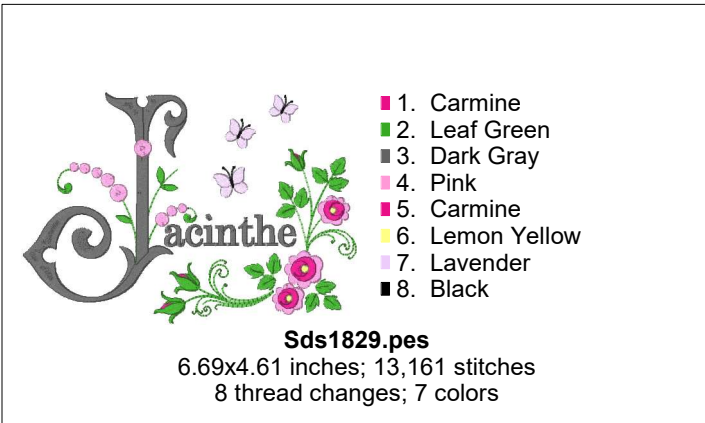 Jacinthe
1. Carmine
2. Leaf Green
3. Dark Gray
4. Pink
5. Carmine
6. Lemon Yellow
7. Lavender
8. Black
Sds1829.pes
6.69x4.61 inches; 13,161 stitches
8 thread changes; 7 colors